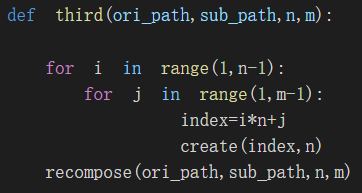 def third(ori_path,sub_path,n,m):
for i in range(1,n-1):
for j in range(1,m-1):
index=i*n+j
create(index,n)
recompose(ori_path,sub_path,n,m)